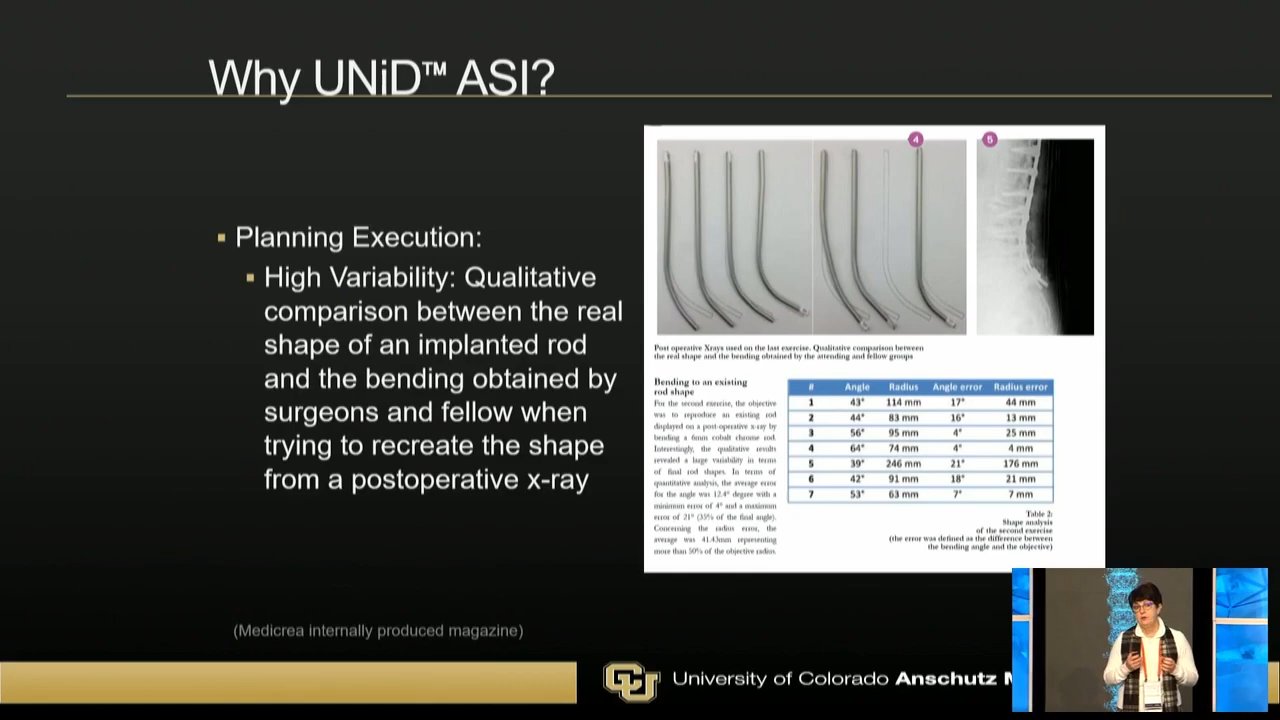 Why UNiD™ ASI?
Planning Execution:
High Variability: Qualitative
comparison between the real
shape of an implanted rod
and the bending obtained by
surgeons and fellow when
trying to recreate the shape
from a postoperative x-ray
(Medicrea internally produced magazine)
4
5
Post operative Xrays used on the last exercise. Qualitative comparison between
the real shape and the bending obtained by the attending and fellow groups
Bending to an existing
rod shape
For the second exercise, the objective
was to reproduce an existing rod
displayed on a post-operative x-ray by
bending a 6mm cobalt chrome rod.
Interestingly, the qualitative results
revealed a large variability in terms
of final rod shapes. In terms of
quantitative analysis, the average error
for the angle was 12.4° degree with a
minimum error of 4° and a maximum
error of 21° (35% of the final angle).
Concerning the radius error, the
average was 41.43mm representing
more than 50% of the objective radius.
# Angle Radius Angle error Radius error
1 43° 114 mm 17° 44 mm
2 44° 83 mm 16° 13 mm
3 56° 95 mm 4° 25 mm
4 64° 74 mm 4° 4 mm
5 39° 246 mm 21° 176 mm
6 42° 91 mm 18° 21 mm
7 53° 63 mm 7° 7 mm
Table 2:
Shape analysis
of the second exercise
(the error was defined as the difference between
the bending angle and the objective)
CU University of Colorado Anschutz